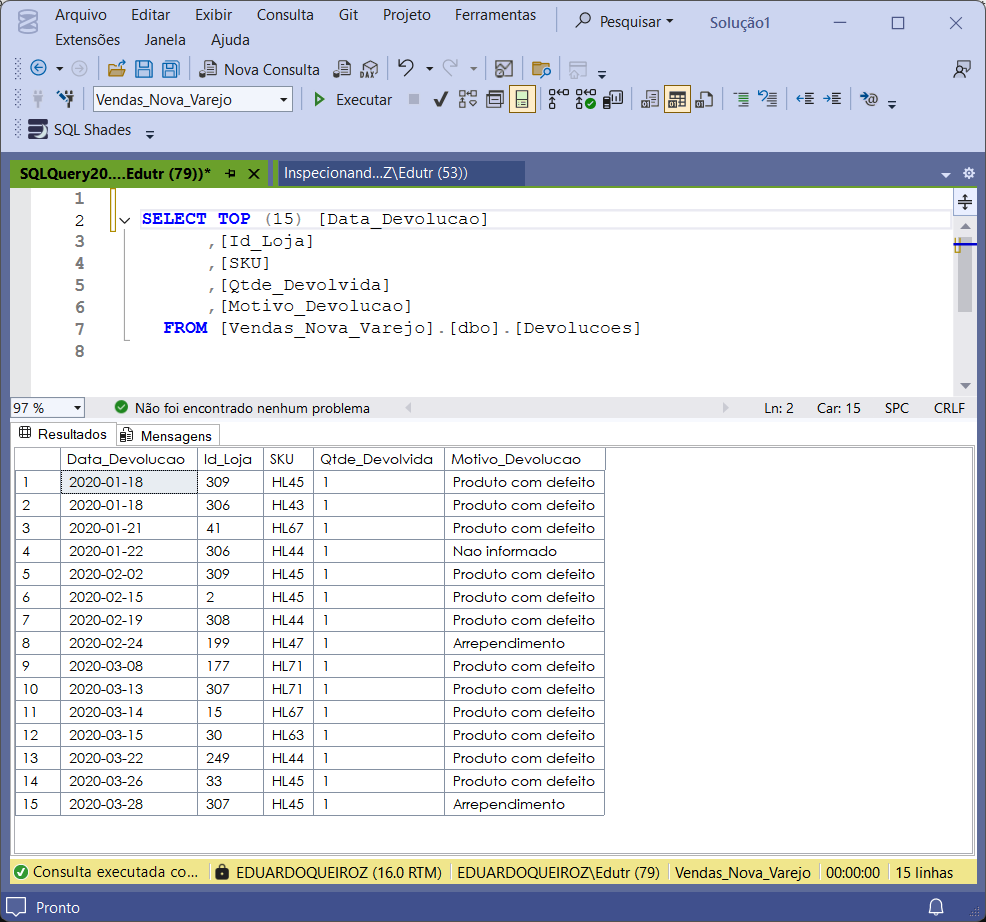 Arquivo Editar Exibir Consulta Git Projeto Ferramentas Pesquisar Solução1
Extensões Janela Ajuda
Nova Consulta DAX
Vendas_Nova_Varejo Executar
SQL Shades
SQLQuery20....Edutr (79))* Inspecionand...Z\Edutr (53))
1
2 SELECT TOP (15) [Data_Devolucao]
3 ,[Id_Loja]
4 ,[SKU]
5 ,[Qtde_Devolvida]
6 ,[Motivo_Devolucao]
7 FROM [Vendas_Nova_Varejo].[dbo].[Devolucoes]
8
97 % Não foi encontrado nenhum problema Ln: 2 Car: 15 SPC CRLF
Resultados Mensagens
Data_Devolucao Id_Loja SKU Qtde_Devolvida Motivo_Devolucao
1 2020-01-18 309 HL45 1 Produto com defeito
2 2020-01-18 306 HL43 1 Produto com defeito
3 2020-01-21 41 HL67 1 Produto com defeito
4 2020-01-22 306 HL44 1 Nao informado
5 2020-02-02 309 HL45 1 Produto com defeito
6 2020-02-15 2 HL45 1 Produto com defeito
7 2020-02-19 308 HL44 1 Produto com defeito
8 2020-02-24 199 HL47 1 Arrependimento
9 2020-03-08 177 HL71 1 Produto com defeito
10 2020-03-13 307 HL71 1 Produto com defeito
11 2020-03-14 15 HL67 1 Produto com defeito
12 2020-03-15 30 HL63 1 Produto com defeito
13 2020-03-22 249 HL44 1 Produto com defeito
14 2020-03-26 33 HL45 1 Produto com defeito
15 2020-03-28 307 HL45 1 Arrependimento
Consulta executada co... EDUARDOQUEIROZ (16.0 RTM) EDUARDOQUEIROZ\Edutr (79) Vendas_Nova_Varejo 00:00:00 15 linhas
Pronto